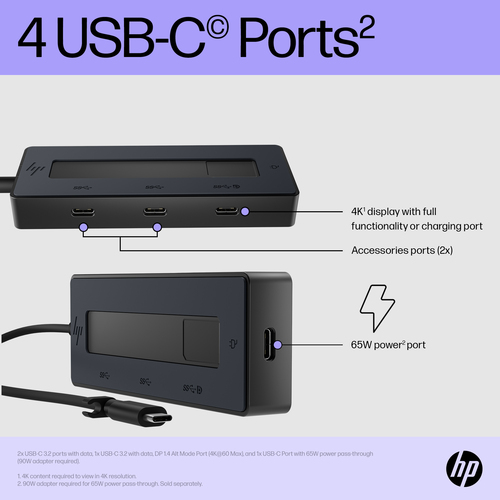 4 USB-C© Ports²
4K¹ display with full
functionality or charging port
Accessories ports (2x)
65W power² port
2x USB-C 3.2 ports with data, 1x USB-C 3.2 with data, DP 1.4 Alt Mode Port (4K@60 Max), and 1x USB-C Port with 65W power pass-through
(90W adapter required).
1. 4K content required to view in 4K resolution.
2. 90W adapter required for 65W power pass-through. Sold separately.
hp